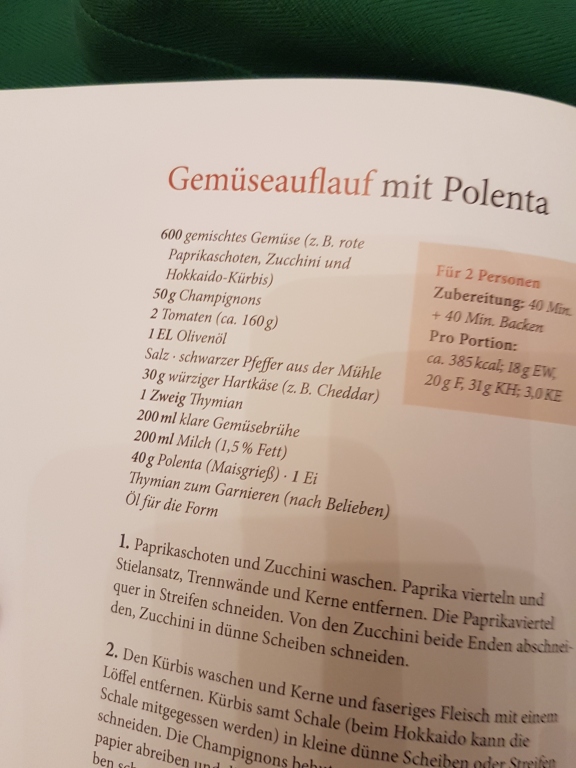 Gemüseauflauf mit Polenta
600 gemischtes Gemüse (z. B. rote
Paprikaschoten, Zucchini und
Hokkaido-Kürbis)
50 g Champignons
2 Tomaten (ca. 160 g)
1 EL Olivenöl
Salz · schwarzer Pfeffer aus der Mühle
30 g würziger Hartkäse (z. B. Cheddar)
1 Zweig Thymian
200 ml klare Gemüsebrühe
200 ml Milch (1,5 % Fett)
40 g Polenta (Maisgrieß) · 1 Ei
Thymian zum Garnieren (nach Belieben)
Öl für die Form
Für 2 Personen
Zubereitung: 40 Min.
+ 40 Min. Backen
Pro Portion:
ca. 385 kcal; 18 g EW,
20 g F, 31 g KH; 3,0 KE
1. Paprikaschoten und Zucchini waschen. Paprika vierteln und
Stielansatz, Trennwände und Kerne entfernen. Die Paprikaviertel
quer in Streifen schneiden. Von den Zucchini beide Enden abschnei-
den, Zucchini in dünne Scheiben schneiden.
2. Den Kürbis waschen und Kerne und faseriges Fleisch mit einem
Löffel entfernen. Kürbis samt Schale (beim Hokkaido kann die
Schale mitgegessen werden) in kleine dünne Scheiben oder Streifen
schneiden. Die Champignons
papier abreiben und